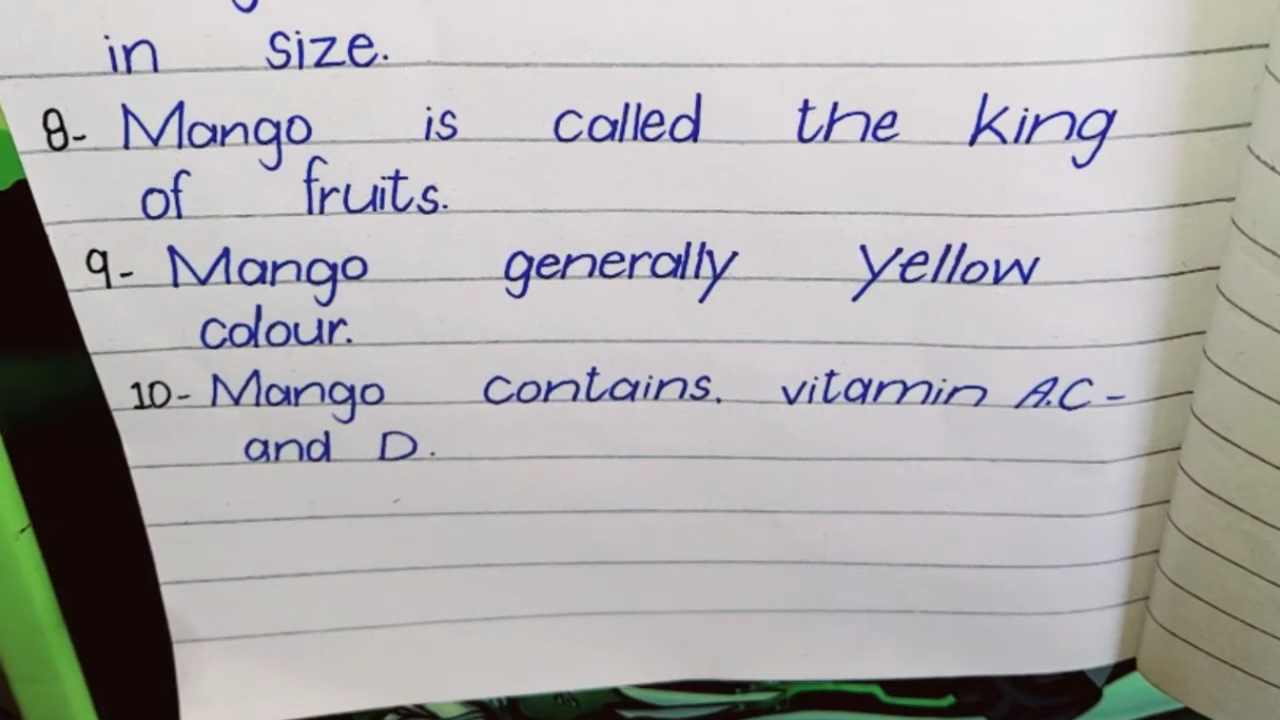 in size.
8- Mango is called the king
of fruits.
9- Mango generally yellow
colour.
10- Mango contains. vitamin A.C-
and D.